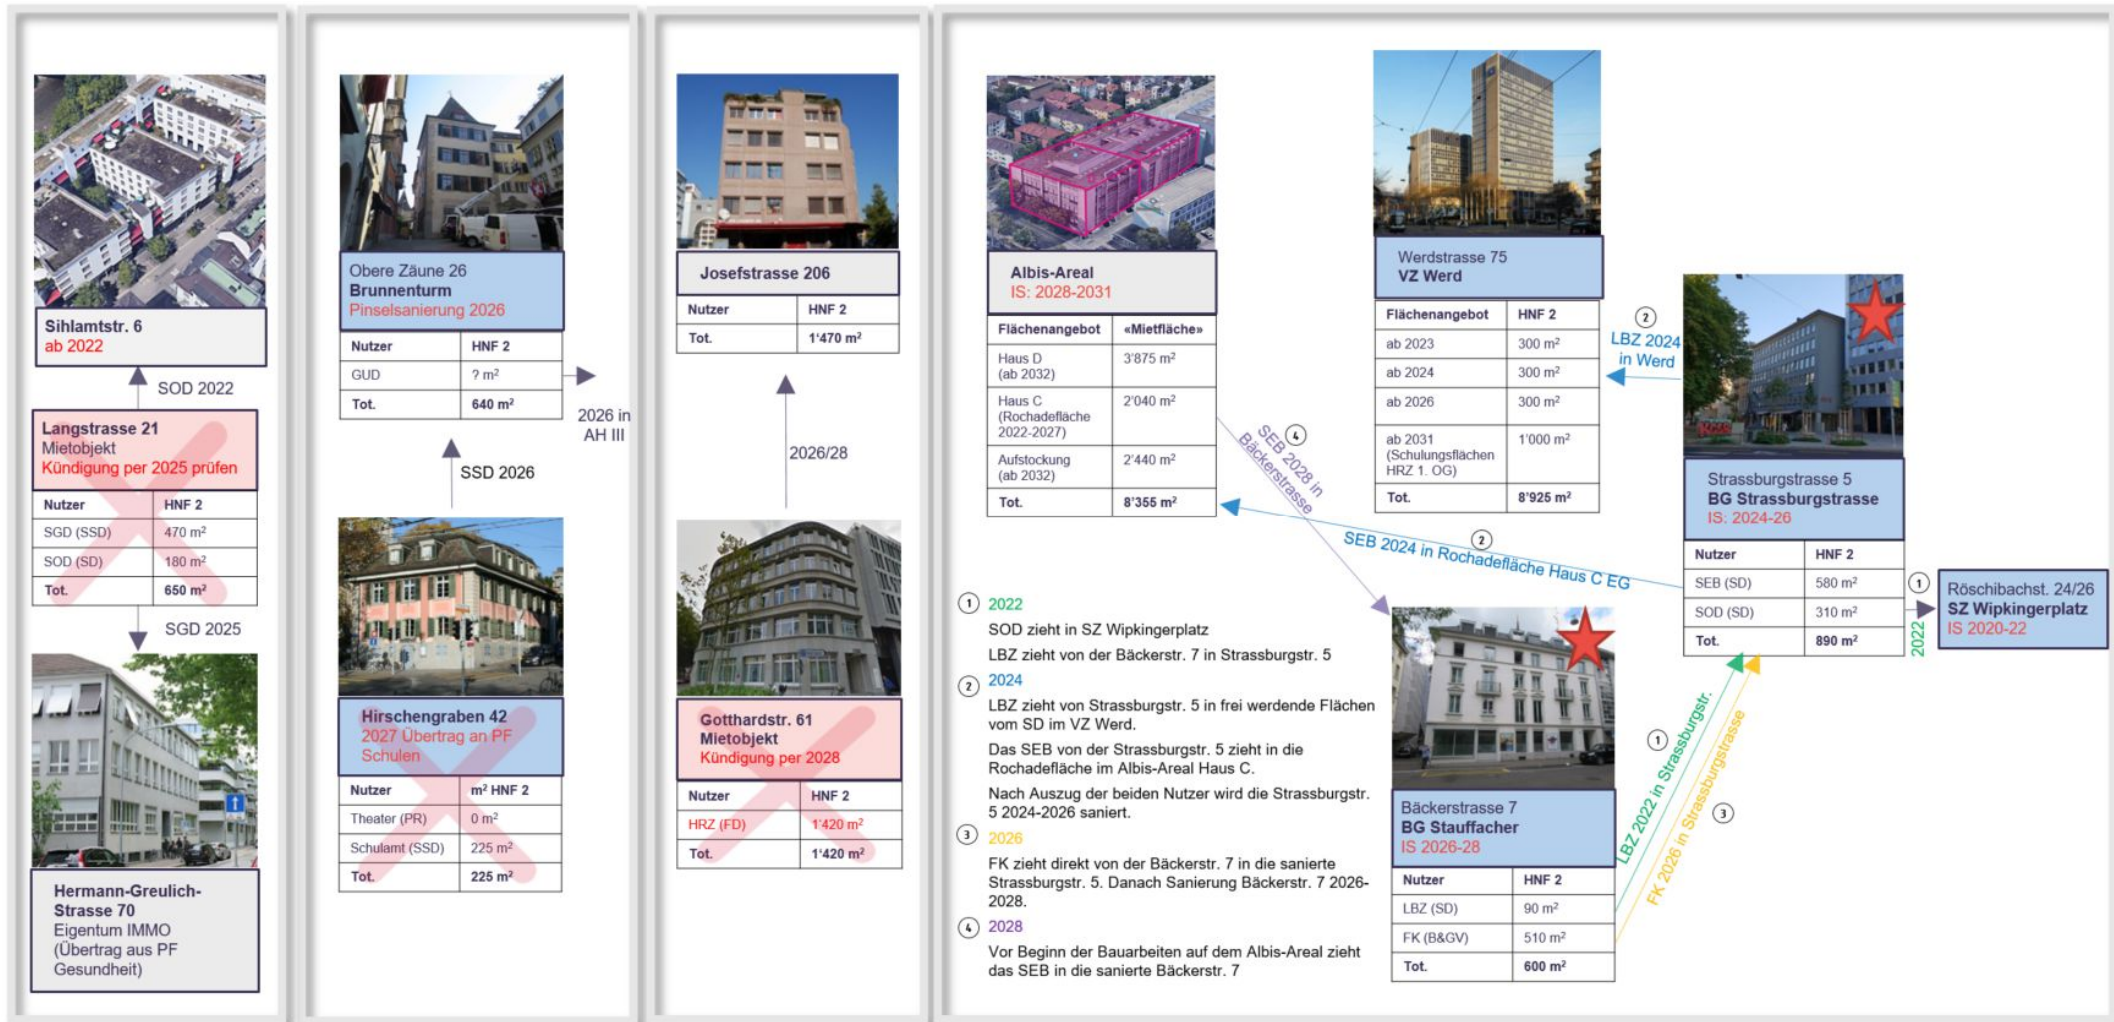 Sihlamtstr. 6
ab 2022
SOD 2022
Langstrasse 21
Mietobjekt
Kündigung per 2025 prüfen
Nutzer HNF 2
SGD (SSD) 470 m²
SOD (SD) 180 m²
Tot. 650 m²
SGD 2025
Hermann-Greulich-
Strasse 70
Eigentum IMMO
(Übertrag aus PF
Gesundheit)
Obere Zäune 26
Brunnenturm
Pinselsanierung 2026
Nutzer HNF 2
GUD ? m²
Tot. 640 m²
2026 in
AH III
SSD 2026
Hirschengraben 42
2027 Übertrag an PF
Schulen
Nutzer m² HNF 2
Theater (PR) 0 m²
Schulamt (SSD) 225 m²
Tot. 225 m²
Josefstrasse 206
Nutzer HNF 2
Tot. 1'470 m²
2026/28
Gotthardstr. 61
Mietobjekt
Kündigung per 2028
Nutzer HNF 2
HRZ (FD) 1'420 m²
Tot. 1'420 m²
Albis-Areal
IS: 2028-2031
Flächenangebot «Mietfläche»
Haus D 3'875 m²
(ab 2032)
Haus C 2'040 m²
(Rochadefläche
2022-2027)
Aufstockung 2'440 m²
(ab 2032)
Tot. 8'355 m²
4
SEB 2028 in
Bäckerstrasse
Werdstrasse 75
VZ Werd
Flächenangebot HNF 2
ab 2023 300 m²
ab 2024 300 m²
ab 2026 300 m²
ab 2031 1'000 m²
(Schulungsflächen
HRZ 1. OG)
Tot. 8'925 m²
2
LBZ 2024
in Werd
2
SEB 2024 in Rochadefläche Haus C EG
Strassburgstrasse 5
BG Strassburgstrasse
IS: 2024-26
Nutzer HNF 2
SEB (SD) 580 m²
SOD (SD) 310 m²
Tot. 890 m²
1
2022
Röschibachst. 24/26
SZ Wipkingerplatz
IS 2020-22
1 2022
SOD zieht in SZ Wipkingerplatz
LBZ zieht von der Bäckerstr. 7 in Strassburgstr. 5
2 2024
LBZ zieht von Strassburgstr. 5 in frei werdende Flächen
vom SD im VZ Werd.
Das SEB von der Strassburgstr. 5 zieht in die
Rochadefläche im Albis-Areal Haus C.
Nach Auszug der beiden Nutzer wird die Strassburgstr.
5 2024-2026 saniert.
3 2026
FK zieht direkt von der Bäckerstr. 7 in die sanierte
Strassburgstr. 5. Danach Sanierung Bäckerstr. 7 2026-
2028.
4 2028
Vor Beginn der Bauarbeiten auf dem Albis-Areal zieht
das SEB in die sanierte Bäckerstr. 7
Bäckerstrasse 7
BG Stauffacher
IS 2026-28
Nutzer HNF 2
LBZ (SD) 90 m²
FK (B&GV) 510 m²
Tot. 600 m²
1
LBZ 2022 in Strassburgstr.
3
FK 2026 in Strassburgstrasse